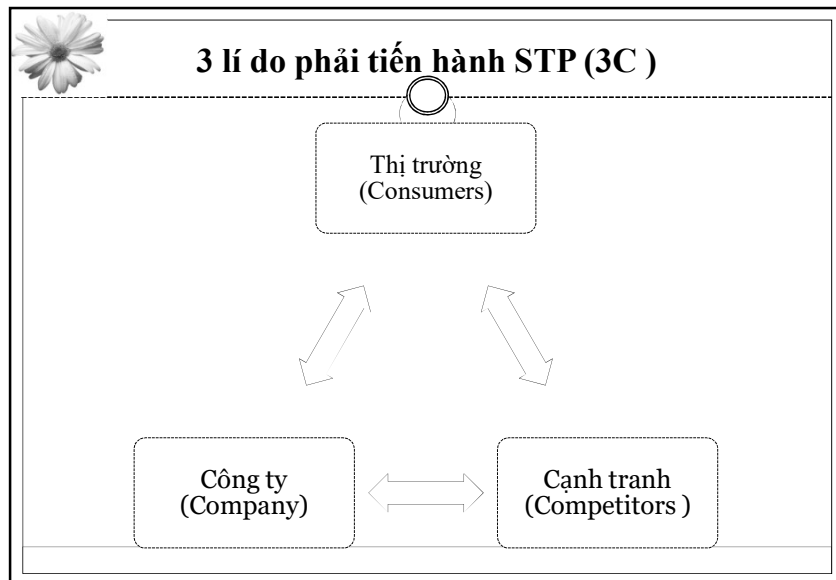 3 lí do phải tiến hành STP (3C )
Thị trường
(Consumers)
Công ty
(Company)
Cạnh tranh
(Competitors )